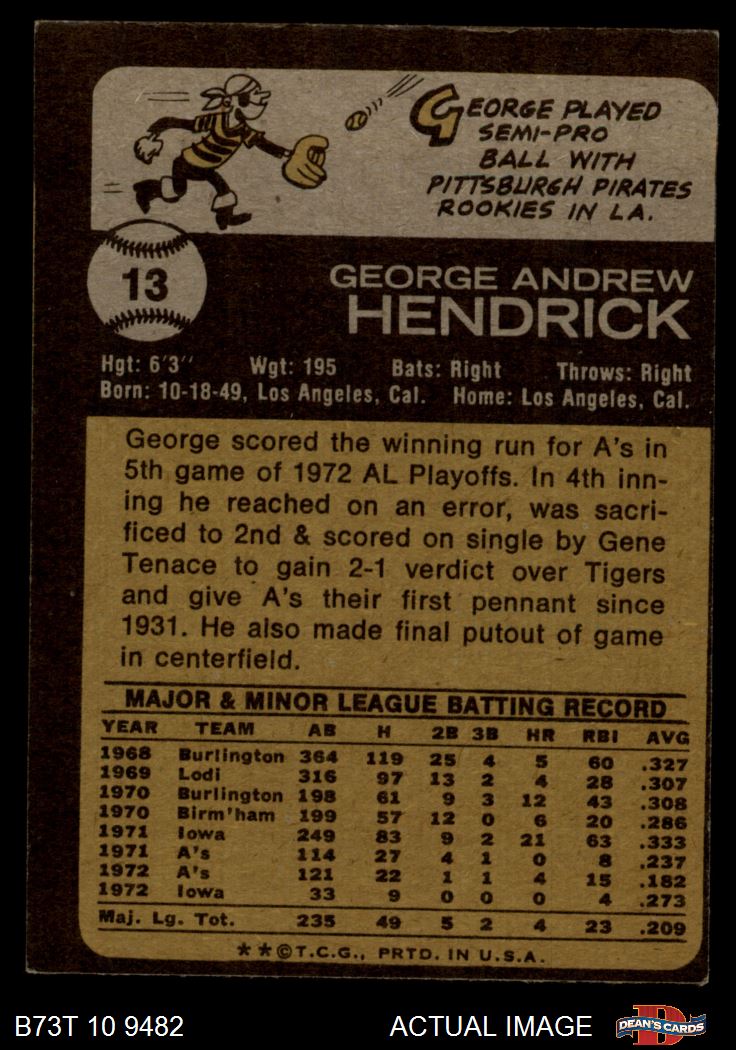 GEORGE PLAYED
SEMI-PRO
BALL WITH
PITTSBURGH PIRATES
ROOKIES IN L.A.
13
GEORGE ANDREW
HENDRICK
Hgt: 6'3" Wgt: 195 Bats: Right Throws: Right
Born: 10-18-49, Los Angeles, Cal. Home: Los Angeles, Cal.
George scored the winning run for A's in
5th game of 1972 AL Playoffs. In 4th inn-
ing he reached on an error, was sacri-
ficed to 2nd & scored on single by Gene
Tenace to gain 2-1 verdict over Tigers
and give A's their first pennant since
1931. He also made final putout of game
in centerfield.
MAJOR & MINOR LEAGUE BATTING RECORD
YEAR TEAM AB H 2B 3B HR RBI AVG
1968 Burlington 364 119 25 4 5 60 .327
1969 Lodi 316 97 13 2 4 28 .307
1970 Burlington 198 61 9 3 12 43 .308
1970 Birm'ham 199 57 12 0 6 20 .286
1971 Iowa 249 83 9 2 21 63 .333
1971 A's 114 27 4 1 0 8 .237
1972 A's 121 22 1 1 4 15 .182
1972 Iowa 33 9 0 0 0 4 .273
Maj. Lg. Tot. 235 49 5 2 4 23 .209
**©T.C.G., PRTD. IN U.S.A.
B73T 10 9482 ACTUAL IMAGE D DEAN'S CARDS